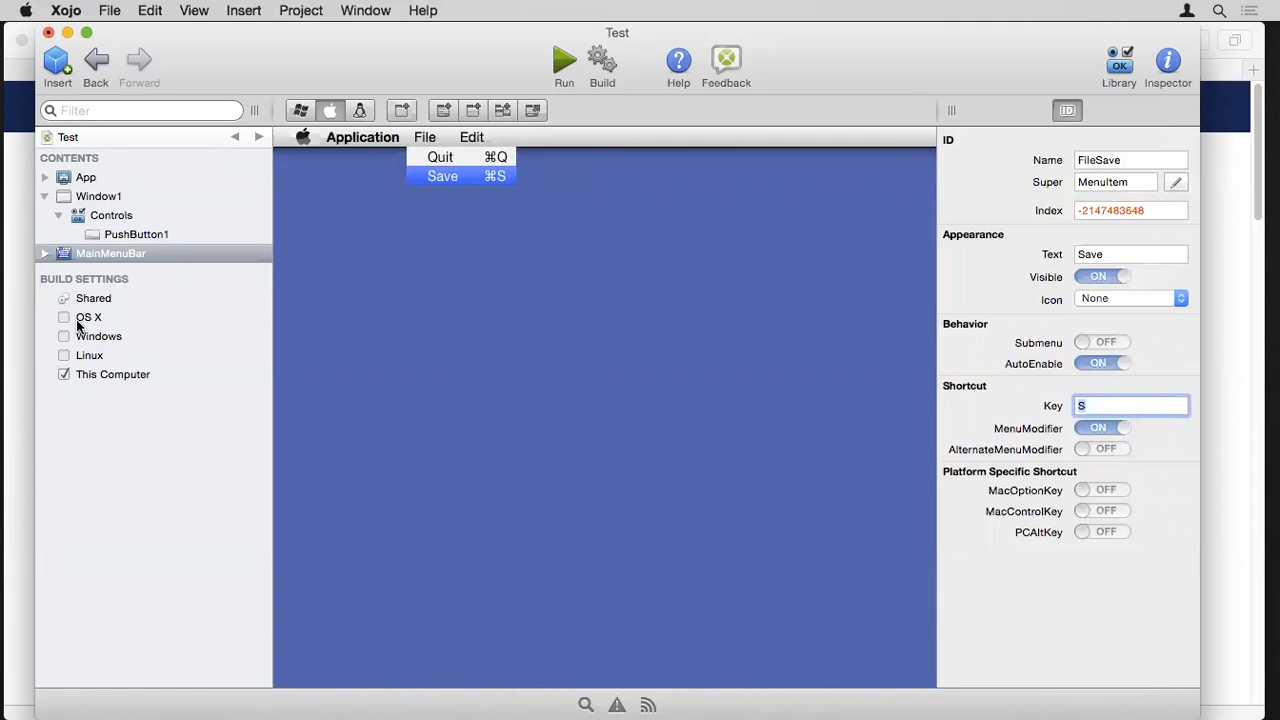 Xojo File Edit View Insert Project Window Help
Test
Insert Back Forward Run Build Help Feedback Library Inspector
OK
Filter
ID
Test
Application File Edit
Quit ⌘Q
Save ⌘S
CONTENTS
App
Window1
Controls
PushButton1
MainMenuBar
BUILD SETTINGS
Shared
OS X
Windows
Linux
This Computer
ID
Name FileSave
Super MenuItem
Index -2147483648
Appearance
Text Save
Visible ON
Icon None
Behavior
Submenu OFF
AutoEnable ON
Shortcut
Key S
MenuModifier ON
AlternateMenuModifier OFF
Platform Specific Shortcut
MacOptionKey OFF
MacControlKey OFF
PCAltKey OFF